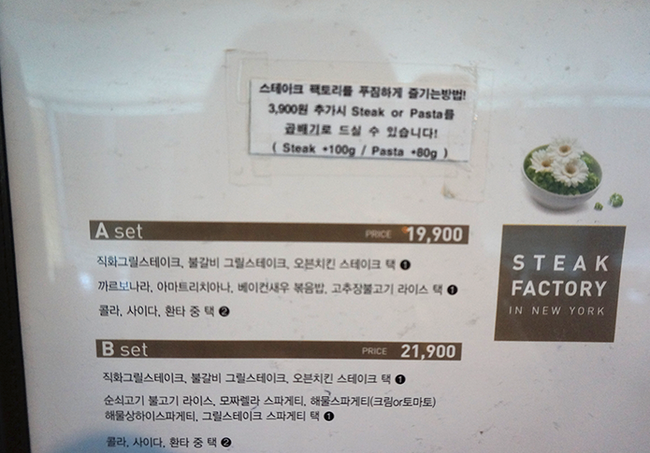 스테이크 팩토리를 푸짐하게 즐기는방법!
3,900원 추가시 Steak or Pasta를
곱배기로 드실 수 있습니다!
( Steak +100g / Pasta +80g )
A set PRICE 19,900
직화그릴스테이크, 불갈비 그릴스테이크, 오븐치킨 스테이크 택 ❶
까르보나라, 아마트리치아나, 베이컨새우 볶음밥, 고추장불고기 라이스 택 ❶
콜라, 사이다, 환타 중 택 ❷
STEAK
FACTORY
IN NEW YORK
B set PRICE 21,900
직화그릴스테이크, 불갈비 그릴스테이크, 오븐치킨 스테이크 택 ❶
순쇠고기 불고기 라이스, 모짜렐라 스파게티, 해물스파게티(크림or토마토)
해물상하이스파게티, 그릴스테이크 스파게티 택 ❶
콜라, 사이다, 환타 중 택 ❷